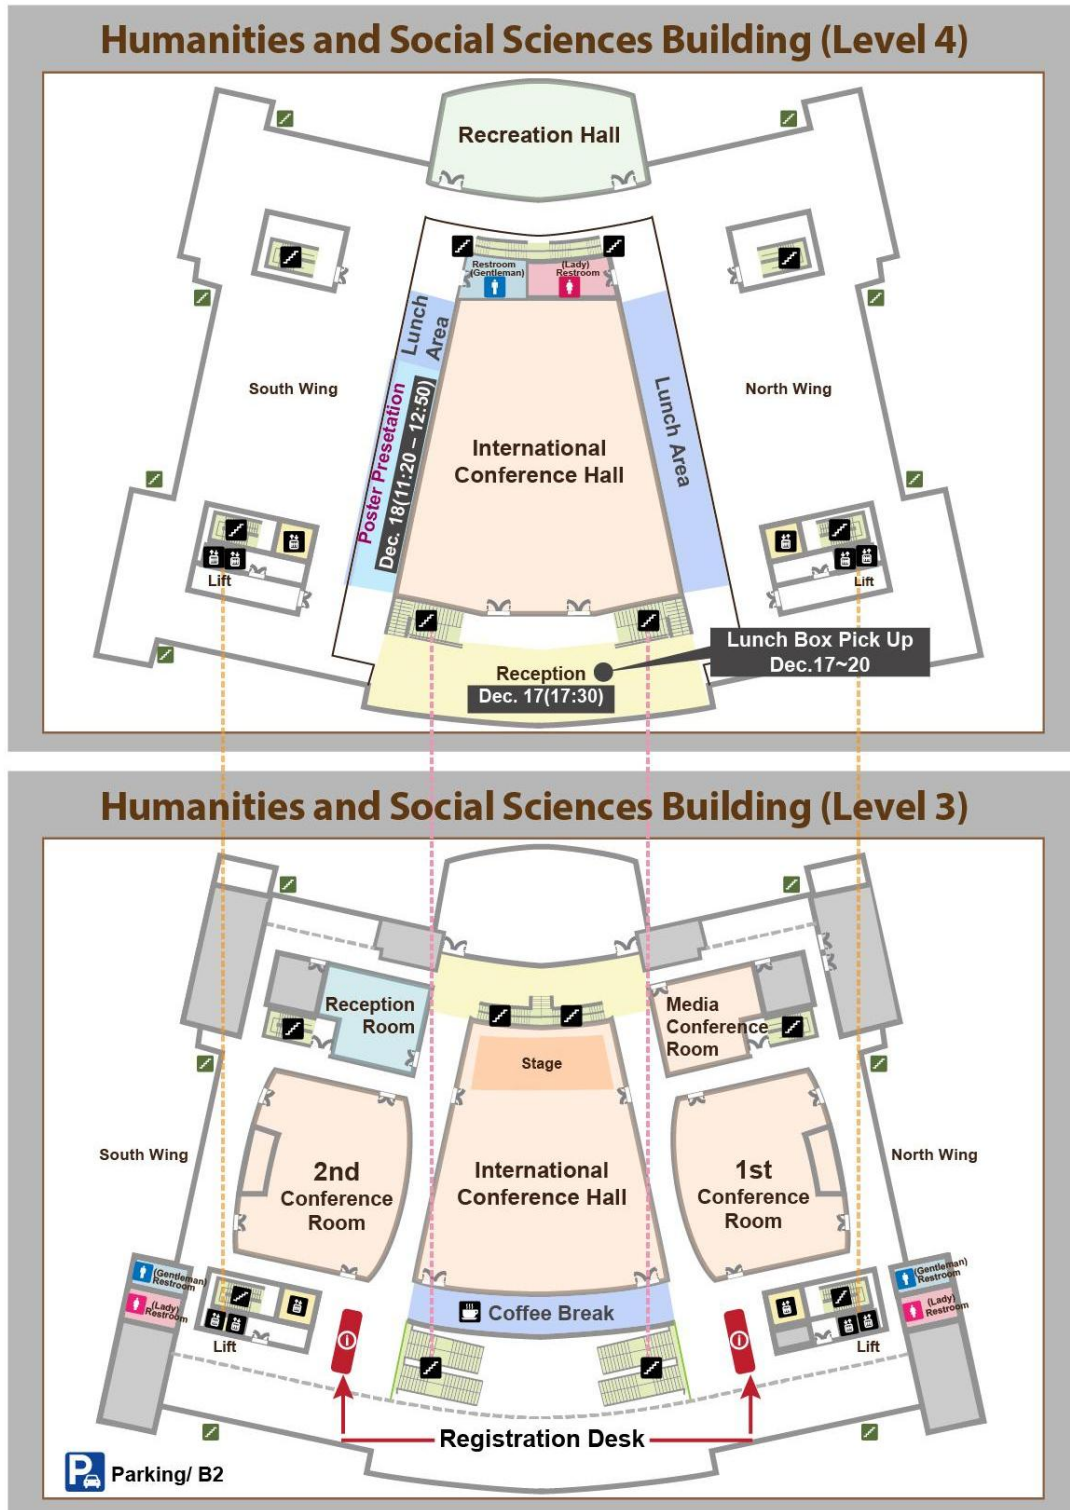 Humanities and Social Sciences Building (Level 4)
Recreation Hall
Restroom
(Gentleman)
(Lady)
Restroom
Lunch
Area
South Wing
North Wing
Poster Presetation
Dec. 18(11:20 – 12:50)
International
Conference Hall
Lunch Area
Lift
Lift
Lunch Box Pick Up
Dec.17~20
Reception
Dec. 17(17:30)
Humanities and Social Sciences Building (Level 3)
Reception
Room
Media
Conference
Room
Stage
South Wing
North Wing
2nd
Conference
Room
International
Conference Hall
1st
Conference
Room
(Gentleman)
Restroom
(Lady)
Restroom
(Gentleman)
Restroom
(Lady)
Restroom
Coffee Break
Lift
Lift
Registration Desk
P
Parking/ B2